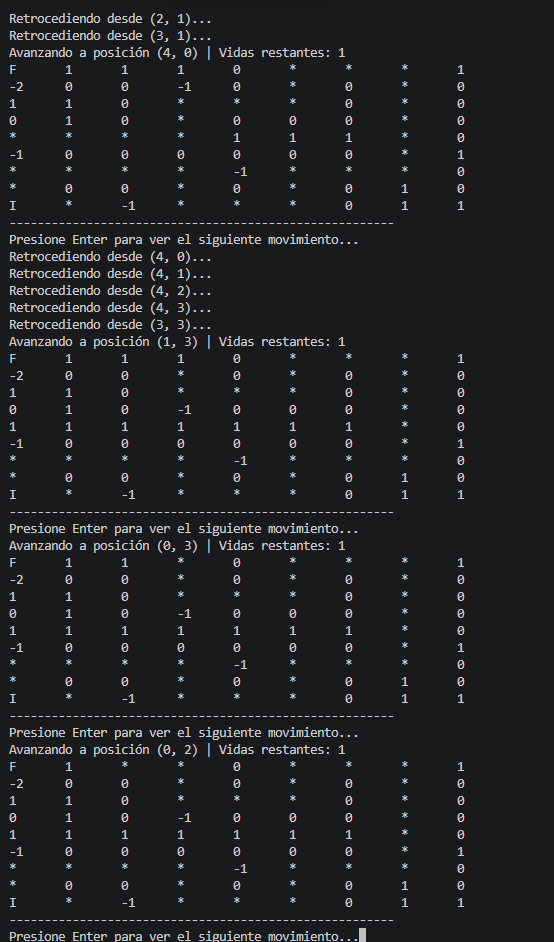 Retrocediendo desde (2, 1)...
Retrocediendo desde (3, 1)...
Avanzando a posición (4, 0) | Vidas restantes: 1
F 1 1 1 0 * * * 1
-2 0 0 -1 0 * 0 * 0
1 1 0 * * * 0 * 0
0 1 0 * 0 0 0 * 0
* * * * 1 1 1 * 0
-1 0 0 0 0 0 0 * 1
* * * * -1 * * * 0
* 0 0 * 0 * 0 1 0
I * -1 * * * 0 1 1
-------------------------------------------------------
Presione Enter para ver el siguiente movimiento...
Retrocediendo desde (4, 0)...
Retrocediendo desde (4, 1)...
Retrocediendo desde (4, 2)...
Retrocediendo desde (4, 3)...
Retrocediendo desde (3, 3)...
Avanzando a posición (1, 3) | Vidas restantes: 1
F 1 1 1 0 * * * 1
-2 0 0 * 0 * 0 * 0
1 1 0 * * * 0 * 0
0 1 0 -1 0 0 0 * 0
1 1 1 1 1 1 1 * 0
-1 0 0 0 0 0 0 * 1
* * * * -1 * * * 0
* 0 0 * 0 * 0 1 0
I * -1 * * * 0 1 1
-------------------------------------------------------
Presione Enter para ver el siguiente movimiento...
Avanzando a posición (0, 3) | Vidas restantes: 1
F 1 1 * 0 * * * 1
-2 0 0 * 0 * 0 * 0
1 1 0 * * * 0 * 0
0 1 0 -1 0 0 0 * 0
1 1 1 1 1 1 1 * 0
-1 0 0 0 0 0 0 * 1
* * * * -1 * * * 0
* 0 0 * 0 * 0 1 0
I * -1 * * * 0 1 1
-------------------------------------------------------
Presione Enter para ver el siguiente movimiento...
Avanzando a posición (0, 2) | Vidas restantes: 1
F 1 * * 0 * * * 1
-2 0 0 * 0 * 0 * 0
1 1 0 * * * 0 * 0
0 1 0 -1 0 0 0 * 0
1 1 1 1 1 1 1 * 0
-1 0 0 0 0 0 0 * 1
* * * * -1 * * * 0
* 0 0 * 0 * 0 1 0
I * -1 * * * 0 1 1
-------------------------------------------------------
Presione Enter para ver el siguiente movimiento...